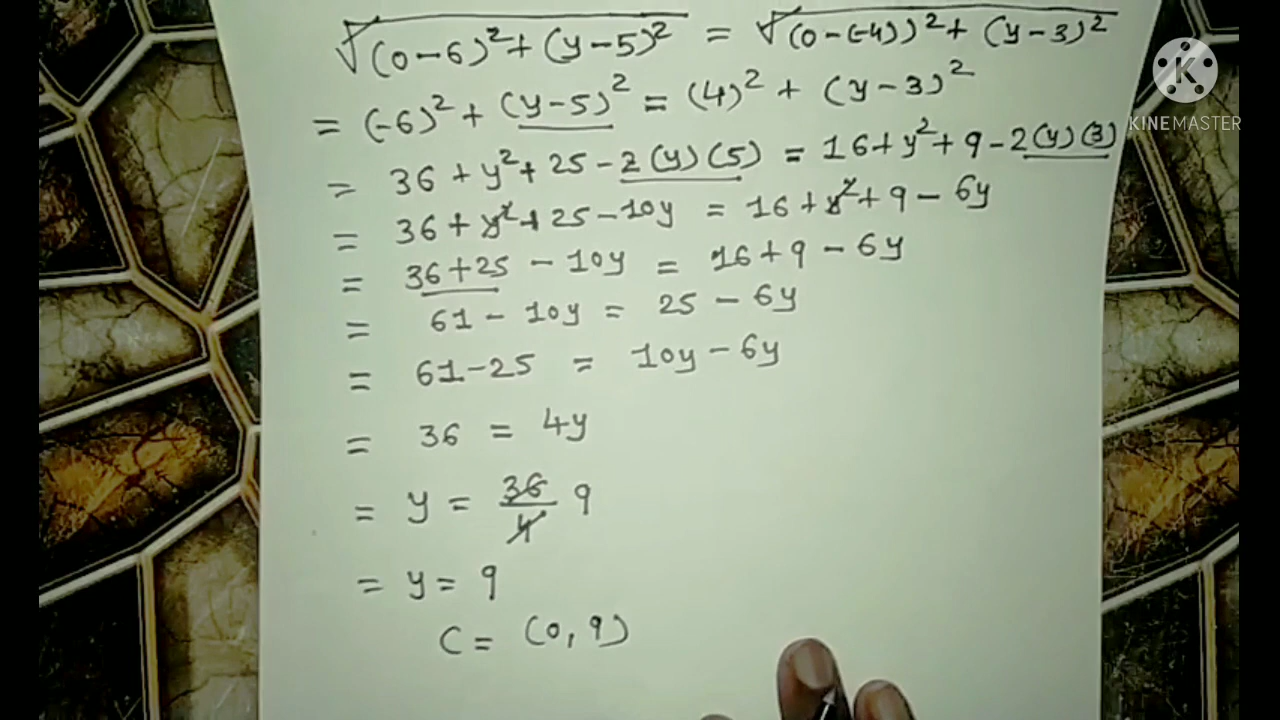 √(0-6)²+(y-5)² = √(0-(-4))²+(y-3)²
= (-6)²+(y-5)² = (4)²+(y-3)²
= 36+y²+25-2(y)(5) = 16+y²+9-2(y)(3)
= 36+y²+25-10y = 16+y²+9-6y
= 36+25-10y = 16+9-6y
= 61-10y = 25-6y
= 61-25 = 10y-6y
= 36 = 4y
= y = 36/4 9
= y = 9
C = (0,9)
KINEMASTER